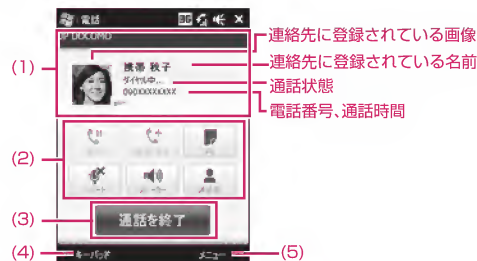 電話 3G ×
連絡先に登録されている画像
DOCOMO
(1)
携帯 秋子
連絡先に登録されている名前
ダイヤル中...
通話状態
090XXXXXXXX
電話番号、通話時間
(2)
(3)
通話を終了
(4)
キーパッド
メニュー
(5)